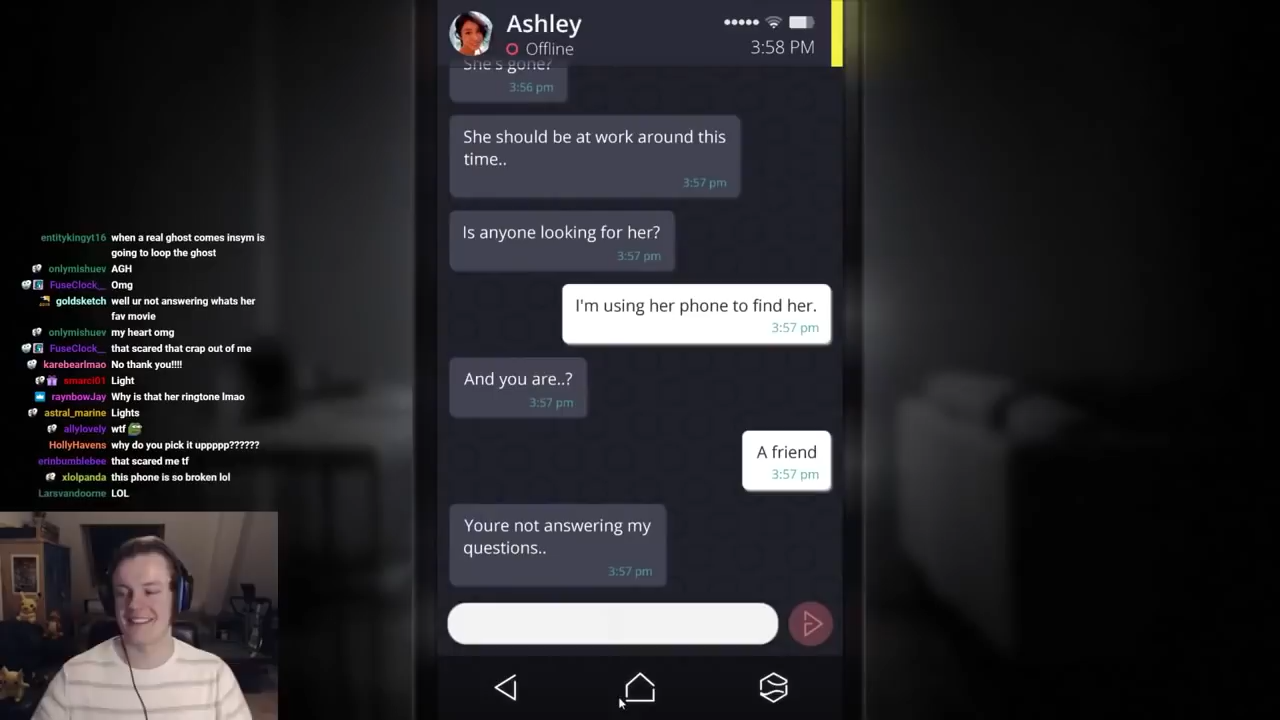 Ashley
Offline
3:58 PM
She's gone?
3:56 pm
She should be at work around this
time..
3:57 pm
Is anyone looking for her?
3:57 pm
I'm using her phone to find her.
3:57 pm
And you are..?
3:57 pm
A friend
3:57 pm
Youre not answering my
questions..
3:57 pm
entitykingyt16 when a real ghost comes insym is
going to loop the ghost
onlymishuev AGH
FuseClock__ Omg
goldsketch well ur not answering whats her
fav movie
onlymishuev my heart omg
FuseClock__ that scared that crap out of me
karebearlmao No thank you!!!!
smarci01 Light
raynbowJay Why is that her ringtone lmao
astral_marine Lights
allylovely wtf
HollyHavens why do you pick it uppppp??????
erinbumblebee that scared me tf
xlolpanda this phone is so broken lol
Larsvandoorne LOL